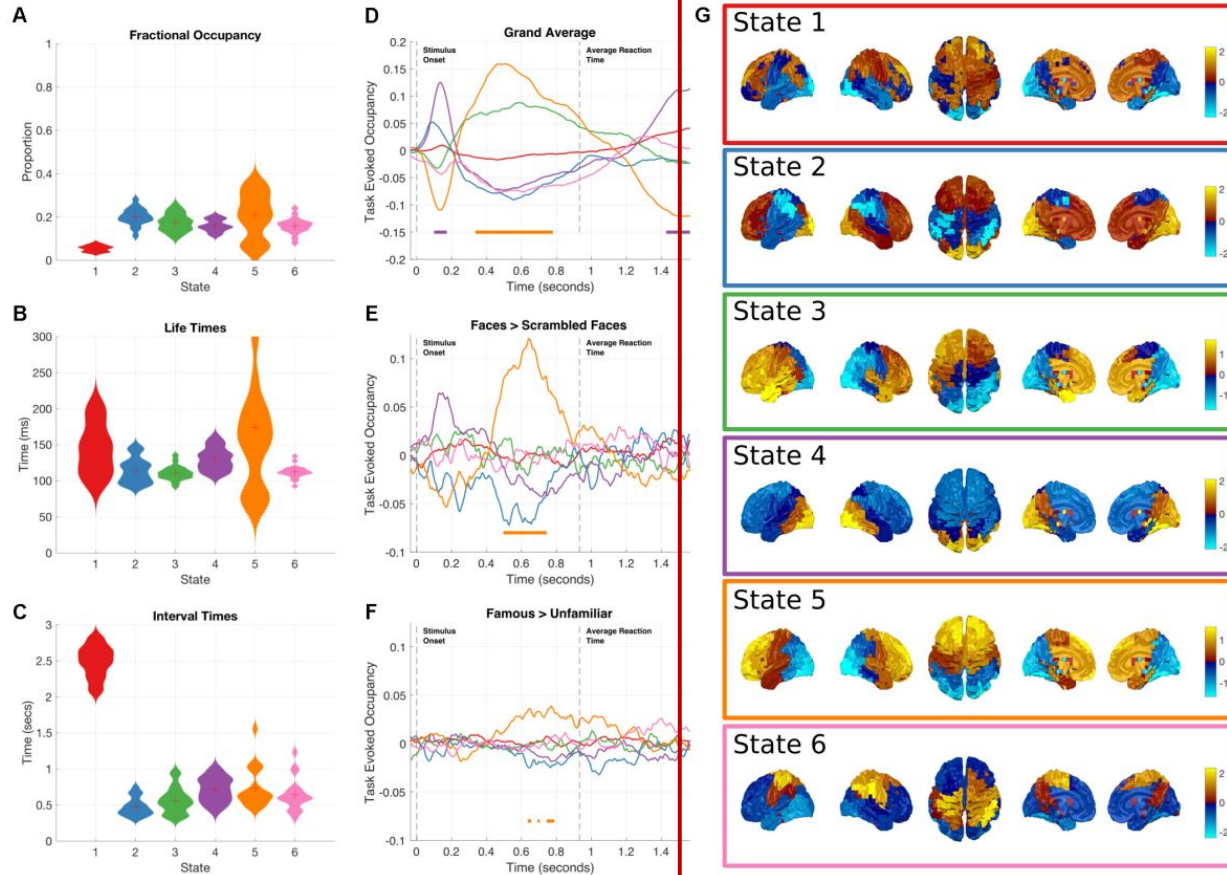 A
Fractional Occupancy
1
0.8
0.6
0.4
0.2
0
Proportion
1 2 3 4 5 6
State
B
Life Times
300
250
200
150
100
50
0
Time (ms)
1 2 3 4 5 6
State
C
Interval Times
3
2.5
2
1.5
1
0.5
0
Time (secs)
1 2 3 4 5 6
State
D
Grand Average
Stimulus
Onset
Average Reaction
Time
0.2
0.15
0.1
0.05
0
-0.05
-0.1
-0.15
-0.2
Task Evoked Occupancy
0 0.2 0.4 0.6 0.8 1 1.2 1.4
Time (seconds)
E
Faces > Scrambled Faces
Stimulus
Onset
Average Reaction
Time
0.1
0.05
0
-0.05
-0.1
Task Evoked Occupancy
0 0.2 0.4 0.6 0.8 1 1.2 1.4
Time (seconds)
F
Famous > Unfamiliar
Stimulus
Onset
Average Reaction
Time
0.1
0.05
0
-0.05
-0.1
Task Evoked Occupancy
0 0.2 0.4 0.6 0.8 1 1.2 1.4
Time (seconds)
G
State 1
2
0
-2
State 2
2
1
0
-1
-2
State 3
1
0
-1
State 4
2
1
0
-1
-2
State 5
2
1
0
-1
State 6
2
1
0
-1
-2